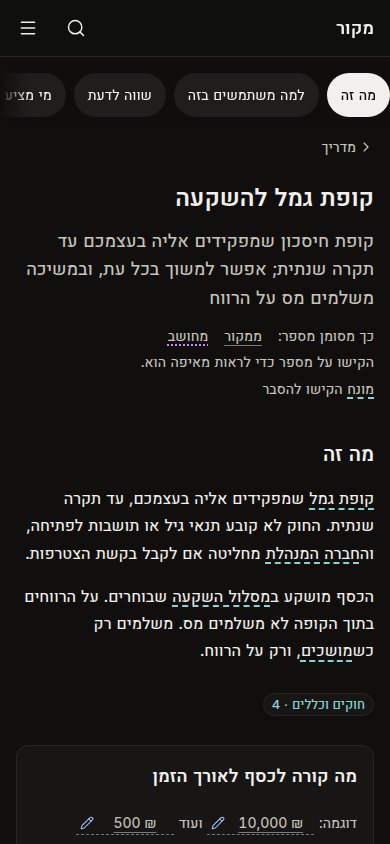 מקור
מה זה
למה משתמשים בזה
שווה לדעת
מי מציע
מדריך
קופת גמל להשקעה
קופת חיסכון שמפקידים אליה בעצמכם עד
תקרה שנתית; אפשר למשוך בכל עת, ובמשיכה
משלמים מס על הרווח
כך מסומן מספר: ממקור מחושב
הקישו על מספר כדי לראות מאיפה הוא.
מונח הקישו להסבר
מה זה
קופת גמל שמפקידים אליה בעצמכם, עד תקרה
שנתית. החוק לא קובע תנאי גיל או תושבות לפתיחה,
והחברה המנהלת מחליטה אם לקבל בקשת הצטרפות.
הכסף מושקע במסלול השקעה שבוחרים. על הרווחים
בתוך הקופה לא משלמים מס. משלמים רק
כשמושכים, ורק על הרווח.
חוקים וכללים · 4
מה קורה לכסף לאורך הזמן
דוגמה: 10,000 ₪ ועוד 500 ₪